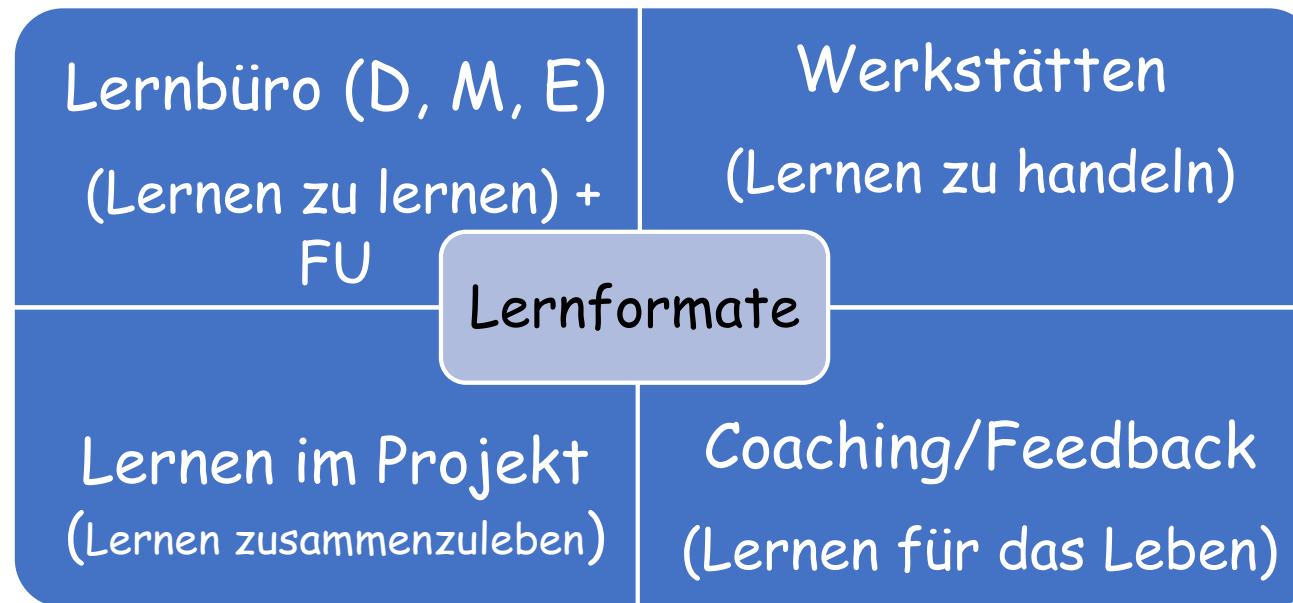 Lernbüro (D, M, E)
(Lernen zu lernen) +
FU
Werkstätten
(Lernen zu handeln)
Lernformate
Lernen im Projekt
(Lernen zusammenzuleben)
Coaching/Feedback
(Lernen für das Leben)